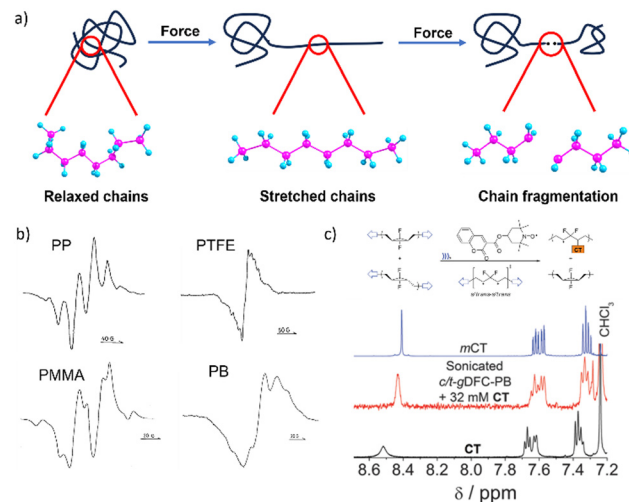 a)
Force
Force
Relaxed chains
Stretched chains
Chain fragmentation
b)
PP
PTFE
PMMA
PB
c)
CT
mCT
Sonicated
c/t-gDFC-PB
+ 32 mM CT
CT
CHCl3
8.6 8.4 8.2 8.0 7.8 7.6 7.4 7.2
δ / ppm